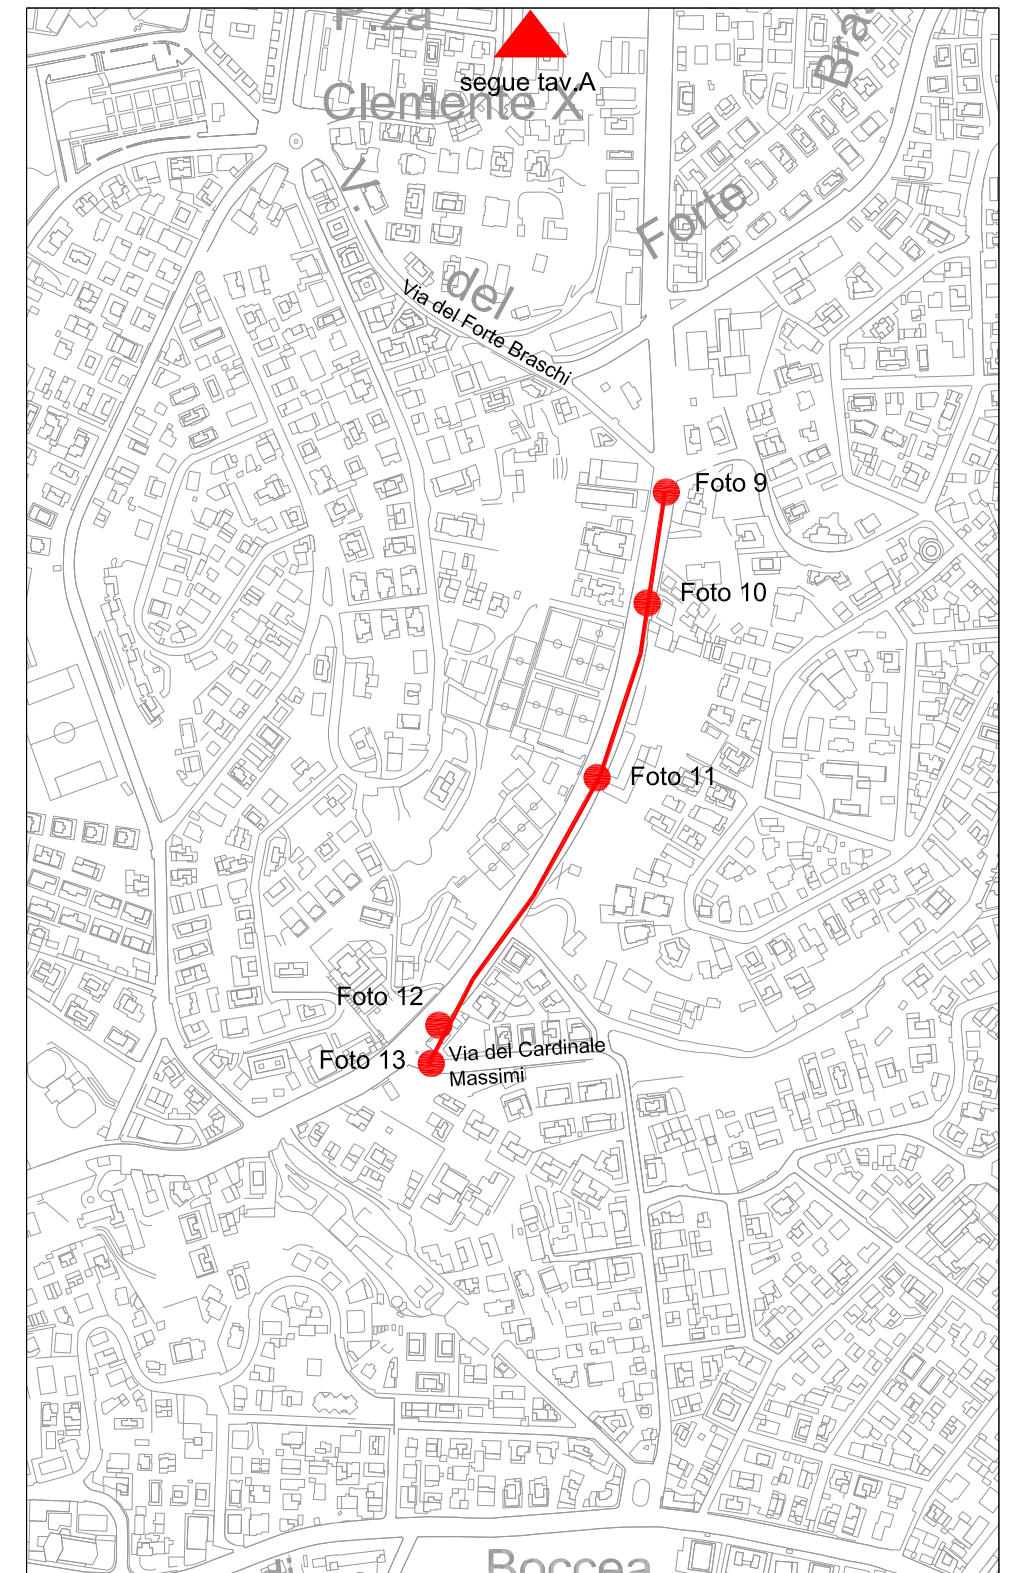 P.za
segue tav.A
Clemente X
Forte Bras
V.
del
Via del Forte Braschi
Foto 9
Foto 10
Foto 11
Foto 12
Foto 13
Via del Cardinale
Massimi
Boccea